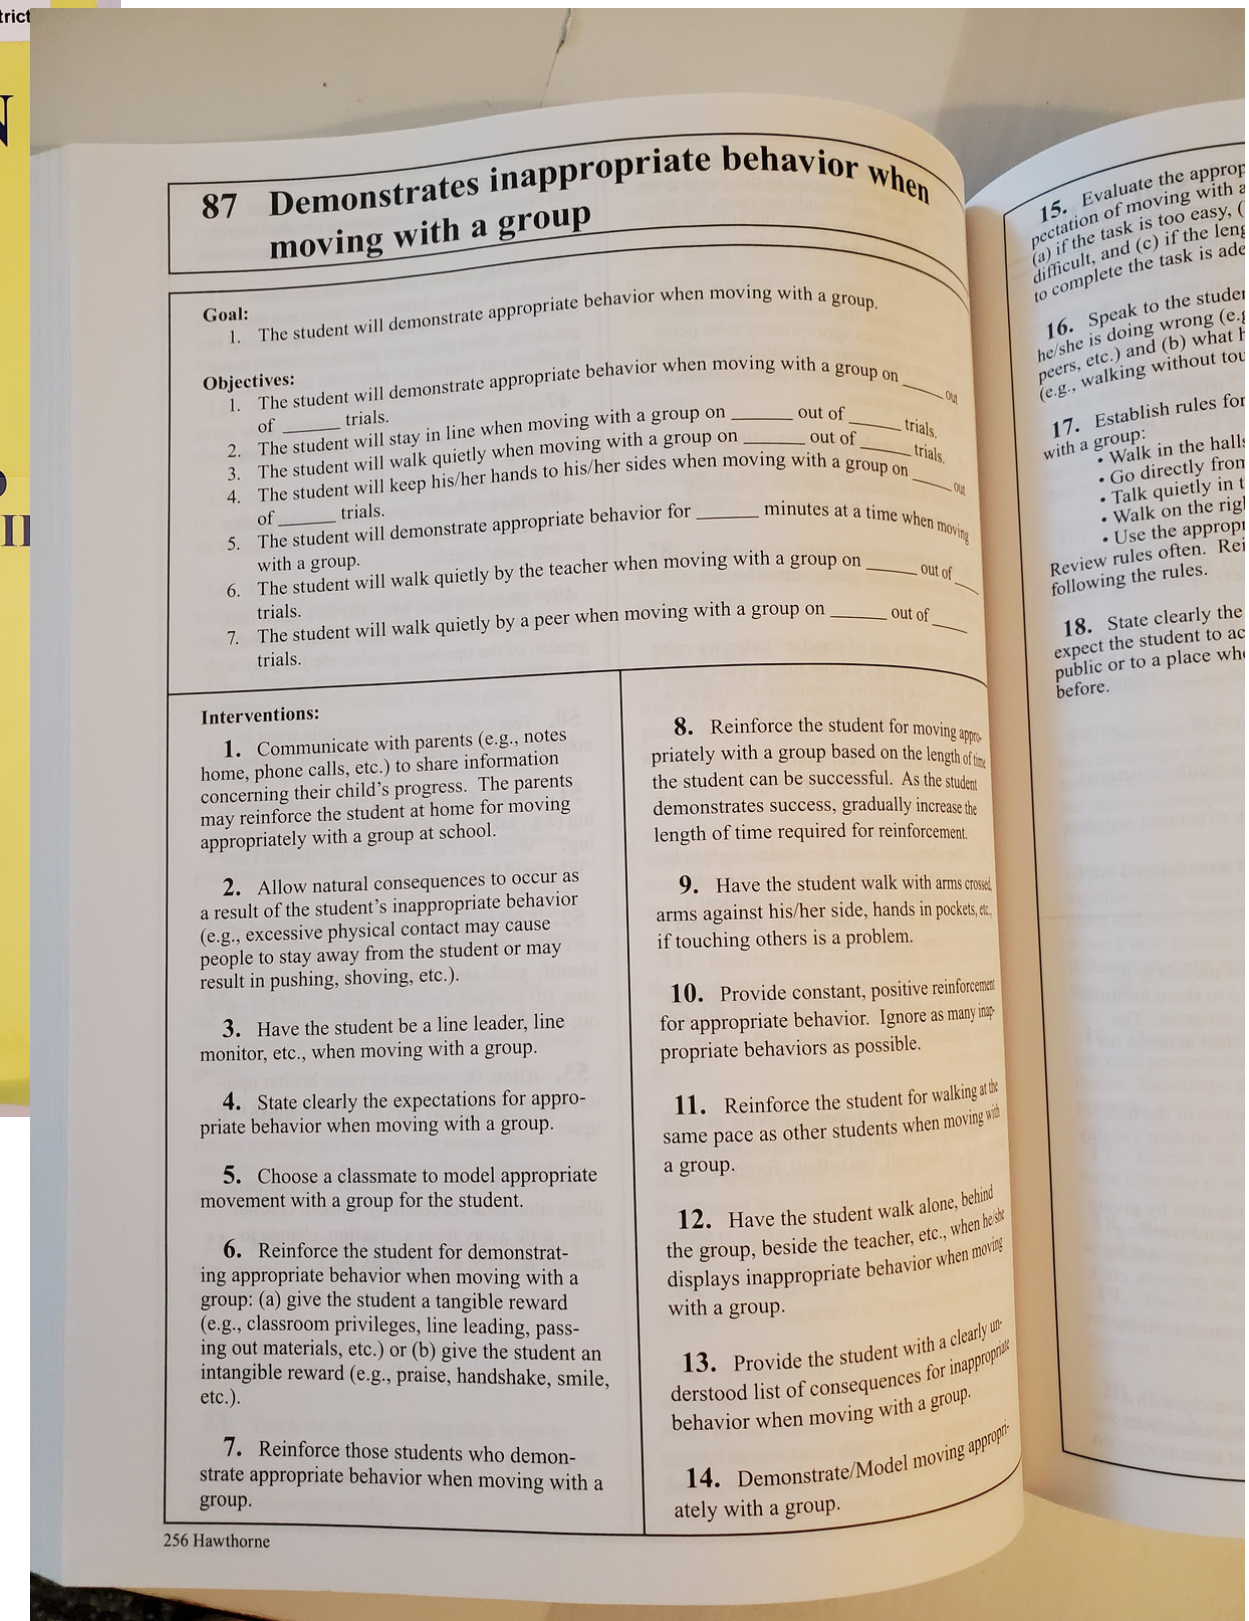 trict
N
II
87 Demonstrates inappropriate behavior when
moving with a group
Goal:
1. The student will demonstrate appropriate behavior when moving with a group.
Objectives:
1. The student will demonstrate appropriate behavior when moving with a group on ______ out
of ______ trials.
2. The student will stay in line when moving with a group on ______ out of ______ trials.
3. The student will walk quietly when moving with a group on ______ out of ______ trials.
4. The student will keep his/her hands to his/her sides when moving with a group on ______ out
of ______ trials.
5. The student will demonstrate appropriate behavior for ______ minutes at a time when moving
with a group.
6. The student will walk quietly by the teacher when moving with a group on ______ out of ___
trials.
7. The student will walk quietly by a peer when moving with a group on ______ out of ____
trials.
Interventions:
1. Communicate with parents (e.g., notes
home, phone calls, etc.) to share information
concerning their child's progress. The parents
may reinforce the student at home for moving
appropriately with a group at school.
2. Allow natural consequences to occur as
a result of the student's inappropriate behavior
(e.g., excessive physical contact may cause
people to stay away from the student or may
result in pushing, shoving, etc.).
3. Have the student be a line leader, line
monitor, etc., when moving with a group.
4. State clearly the expectations for appro-
priate behavior when moving with a group.
5. Choose a classmate to model appropriate
movement with a group for the student.
6. Reinforce the student for demonstrat-
ing appropriate behavior when moving with a
group: (a) give the student a tangible reward
(e.g., classroom privileges, line leading, pass-
ing out materials, etc.) or (b) give the student an
intangible reward (e.g., praise, handshake, smile,
etc.).
7. Reinforce those students who demon-
strate appropriate behavior when moving with a
group.
8. Reinforce the student for moving appro-
priately with a group based on the length of time
the student can be successful. As the student
demonstrates success, gradually increase the
length of time required for reinforcement.
9. Have the student walk with arms crossed,
arms against his/her side, hands in pockets, etc.,
if touching others is a problem.
10. Provide constant, positive reinforcement
for appropriate behavior. Ignore as many inap-
propriate behaviors as possible.
11. Reinforce the student for walking at the
same pace as other students when moving with
a group.
12. Have the student walk alone, behind
the group, beside the teacher, etc., when he/she
displays inappropriate behavior when moving
with a group.
13. Provide the student with a clearly un-
derstood list of consequences for inappropriate
behavior when moving with a group.
14. Demonstrate/Model moving appropri-
ately with a group.
256 Hawthorne
15. Evaluate the approp
pectation of moving with a
(a) if the task is too easy, (
difficult, and (c) if the leng
to complete the task is ade
16. Speak to the studen
he/she is doing wrong (e.g
peers, etc.) and (b) what h
(e.g., walking without tou
17. Establish rules for
with a group:
• Walk in the halls
• Go directly from
• Talk quietly in t
• Walk on the righ
• Use the appropr
Review rules often. Rei
following the rules.
18. State clearly the
expect the student to ac
public or to a place whe
before.